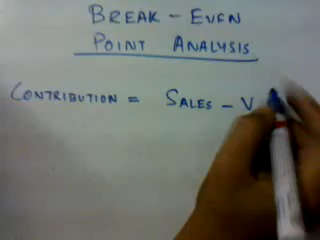 BREAK - EVEN
POINT ANALYSIS
CONTRIBUTION = SALES - V